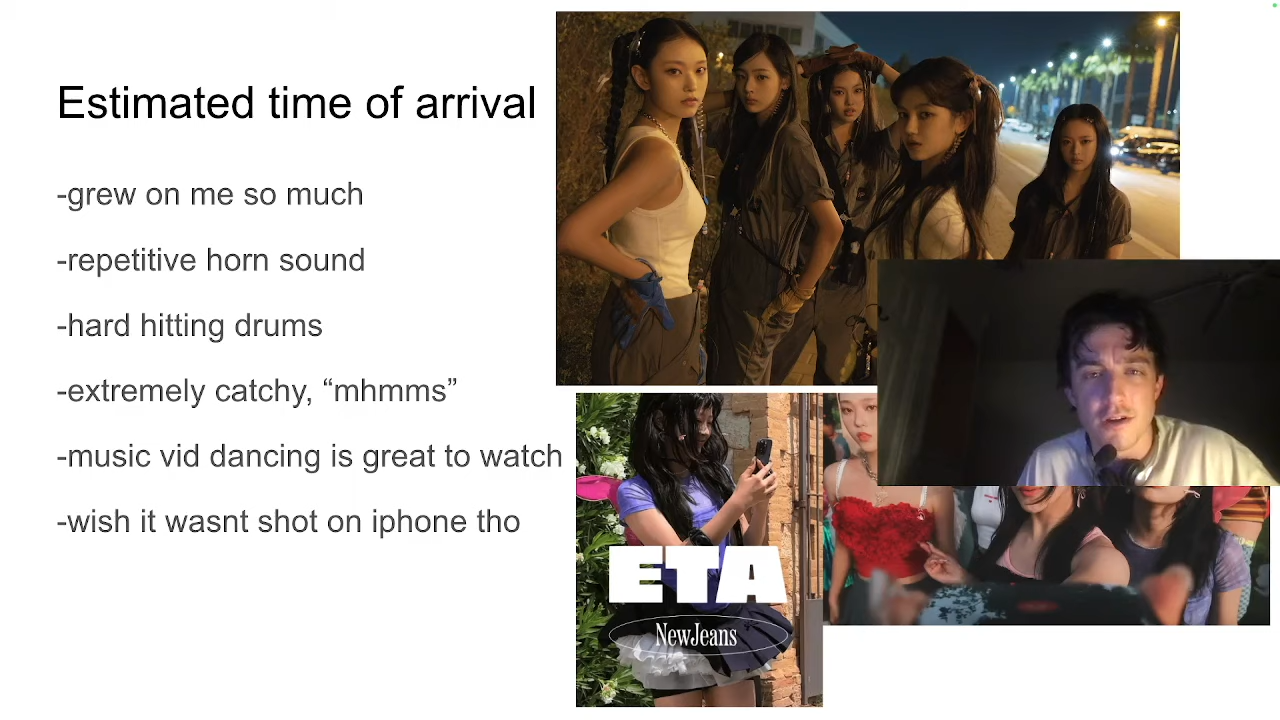 Estimated time of arrival
-grew on me so much
-repetitive horn sound
-hard hitting drums
-extremely catchy, “mhmms”
-music vid dancing is great to watch
-wish it wasnt shot on iphone tho
ETA
NewJeans